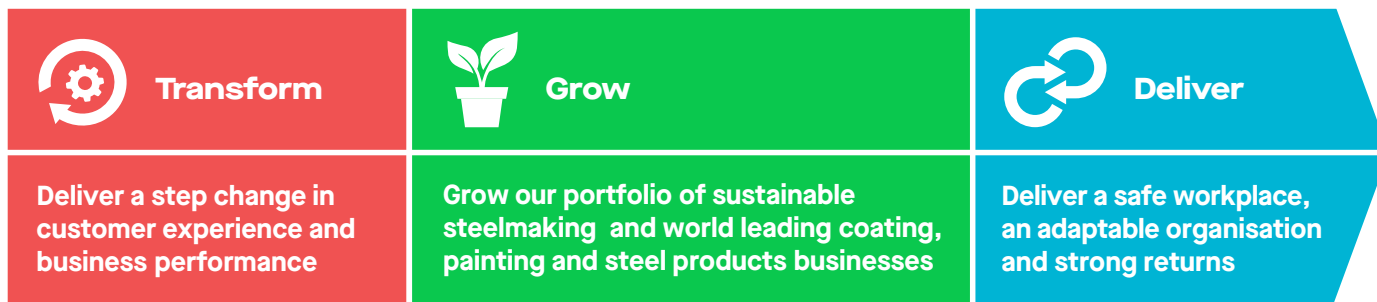 Transform
Deliver a step change in
customer experience and
business performance
Grow
Grow our portfolio of sustainable
steelmaking  and world leading coating,
painting and steel products businesses
Deliver
Deliver a safe workplace,
an adaptable organisation
and strong returns